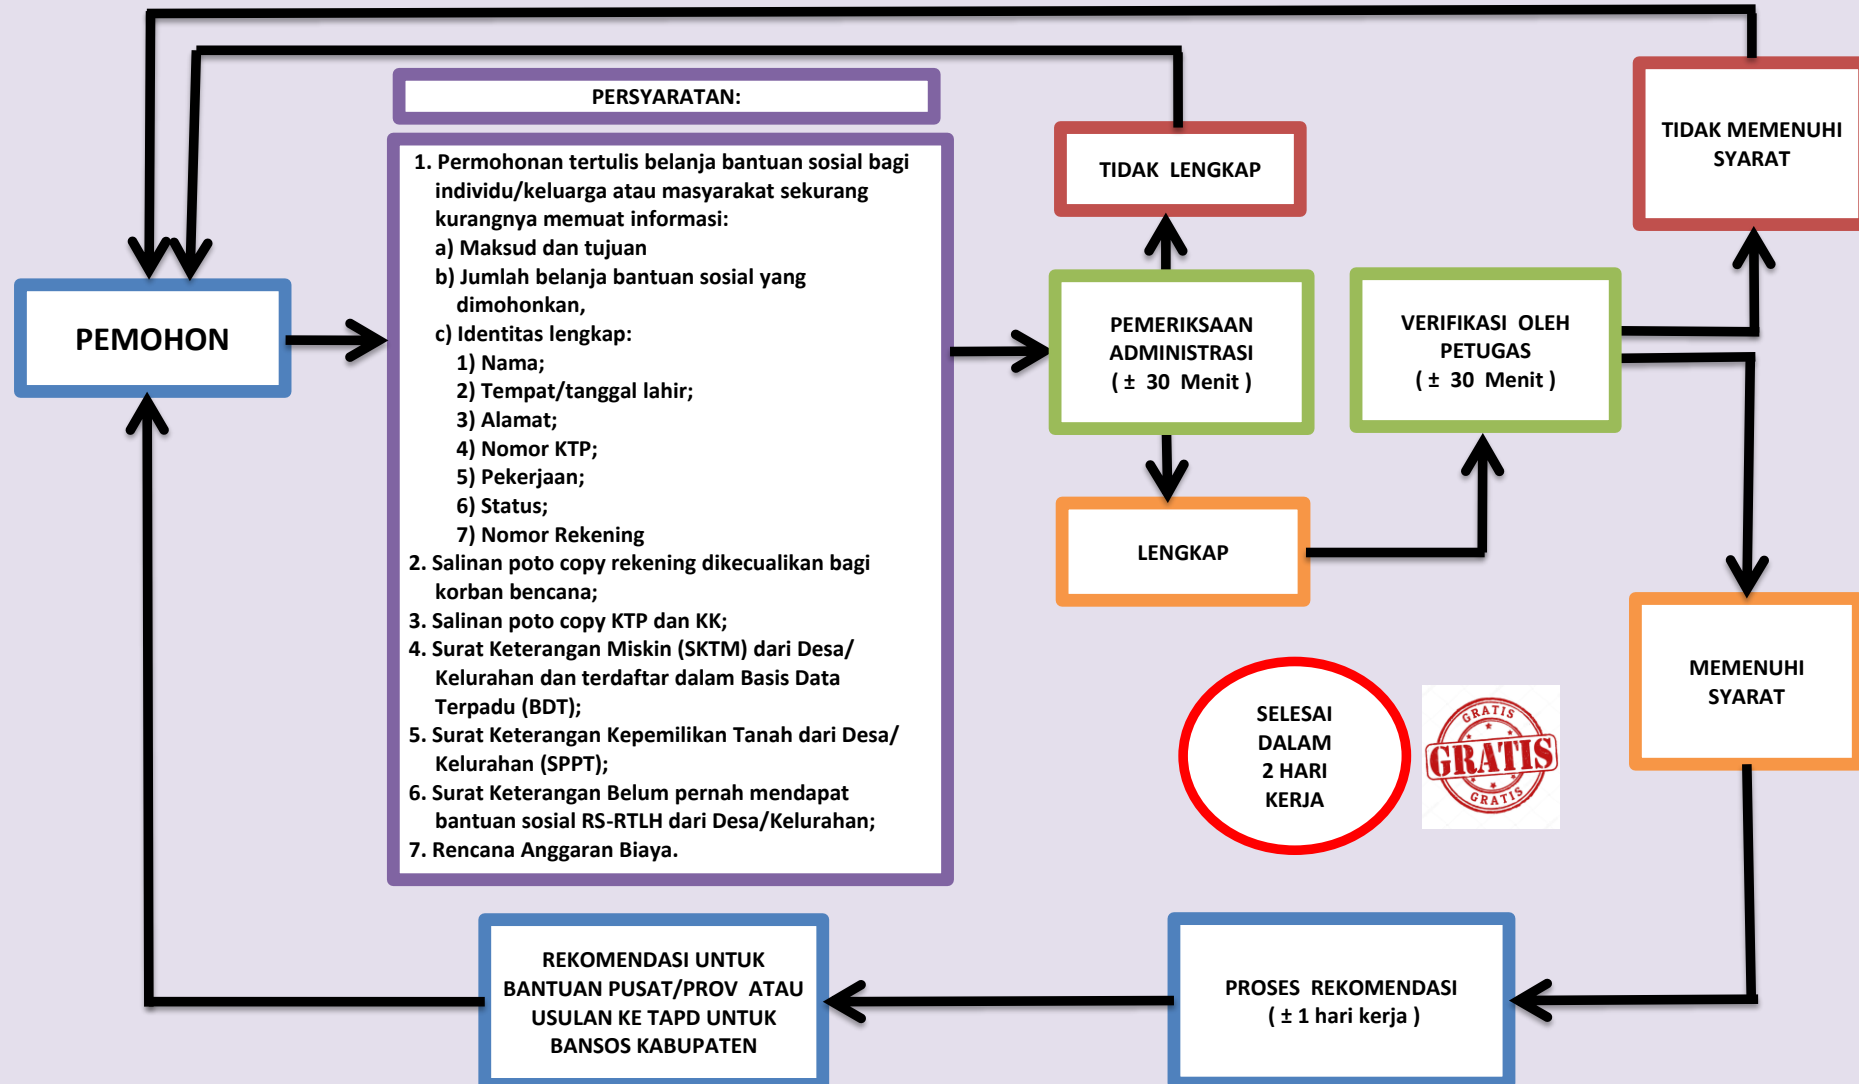 PERSYARATAN:
PEMOHON
1. Permohonan tertulis belanja bantuan sosial bagi
individu/keluarga atau masyarakat sekurang
kurangnya memuat informasi:
a) Maksud dan tujuan
b) Jumlah belanja bantuan sosial yang
dimohonkan,
c) Identitas lengkap:
1) Nama;
2) Tempat/tanggal lahir;
3) Alamat;
4) Nomor KTP;
5) Pekerjaan;
6) Status;
7) Nomor Rekening
2. Salinan poto copy rekening dikecualikan bagi
korban bencana;
3. Salinan poto copy KTP dan KK;
4. Surat Keterangan Miskin (SKTM) dari Desa/
Kelurahan dan terdaftar dalam Basis Data
Terpadu (BDT);
5. Surat Keterangan Kepemilikan Tanah dari Desa/
Kelurahan (SPPT);
6. Surat Keterangan Belum pernah mendapat
bantuan sosial RS-RTLH dari Desa/Kelurahan;
7. Rencana Anggaran Biaya.
TIDAK LENGKAP
PEMERIKSAAN
ADMINISTRASI
( ± 30 Menit )
LENGKAP
VERIFIKASI OLEH
PETUGAS
( ± 30 Menit )
TIDAK MEMENUHI
SYARAT
MEMENUHI
SYARAT
SELESAI
DALAM
2 HARI
KERJA
GRATIS
GRATIS
GRATIS
PROSES REKOMENDASI
( ± 1 hari kerja )
REKOMENDASI UNTUK
BANTUAN PUSAT/PROV ATAU
USULAN KE TAPD UNTUK
BANSOS KABUPATEN